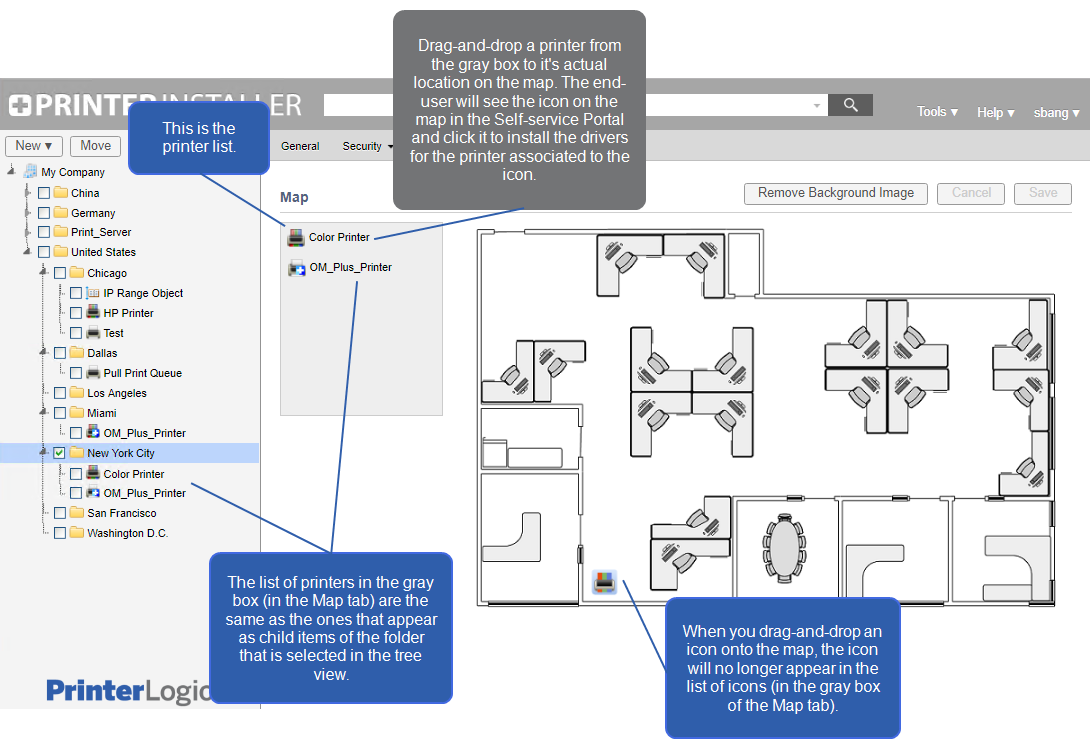 Drag-and-drop a printer from
the gray box to it's actual
location on the map. The end-
user will see the icon on the
map in the Self-service Portal
and click it to install the drivers
for the printer associated to the
icon.
PRINTER INSTALLER
Tools ▾
Help ▾
sbang ▾
This is the
printer list.
New ▾
Move
General
Security ▾
My Company
China
Germany
Print_Server
United States
Chicago
IP Range Object
HP Printer
Test
Dallas
Pull Print Queue
Los Angeles
Miami
OM_Plus_Printer
New York City
Color Printer
OM_Plus_Printer
San Francisco
Washington D.C.
Map
Remove Background Image
Cancel
Save
Color Printer
OM_Plus_Printer
The list of printers in the gray
box (in the Map tab) are the
same as the ones that appear
as child items of the folder
that is selected in the tree
view.
When you drag-and-drop an
icon onto the map, the icon
will no longer appear in the
list of icons (in the gray box
of the Map tab).
PrinterLogic